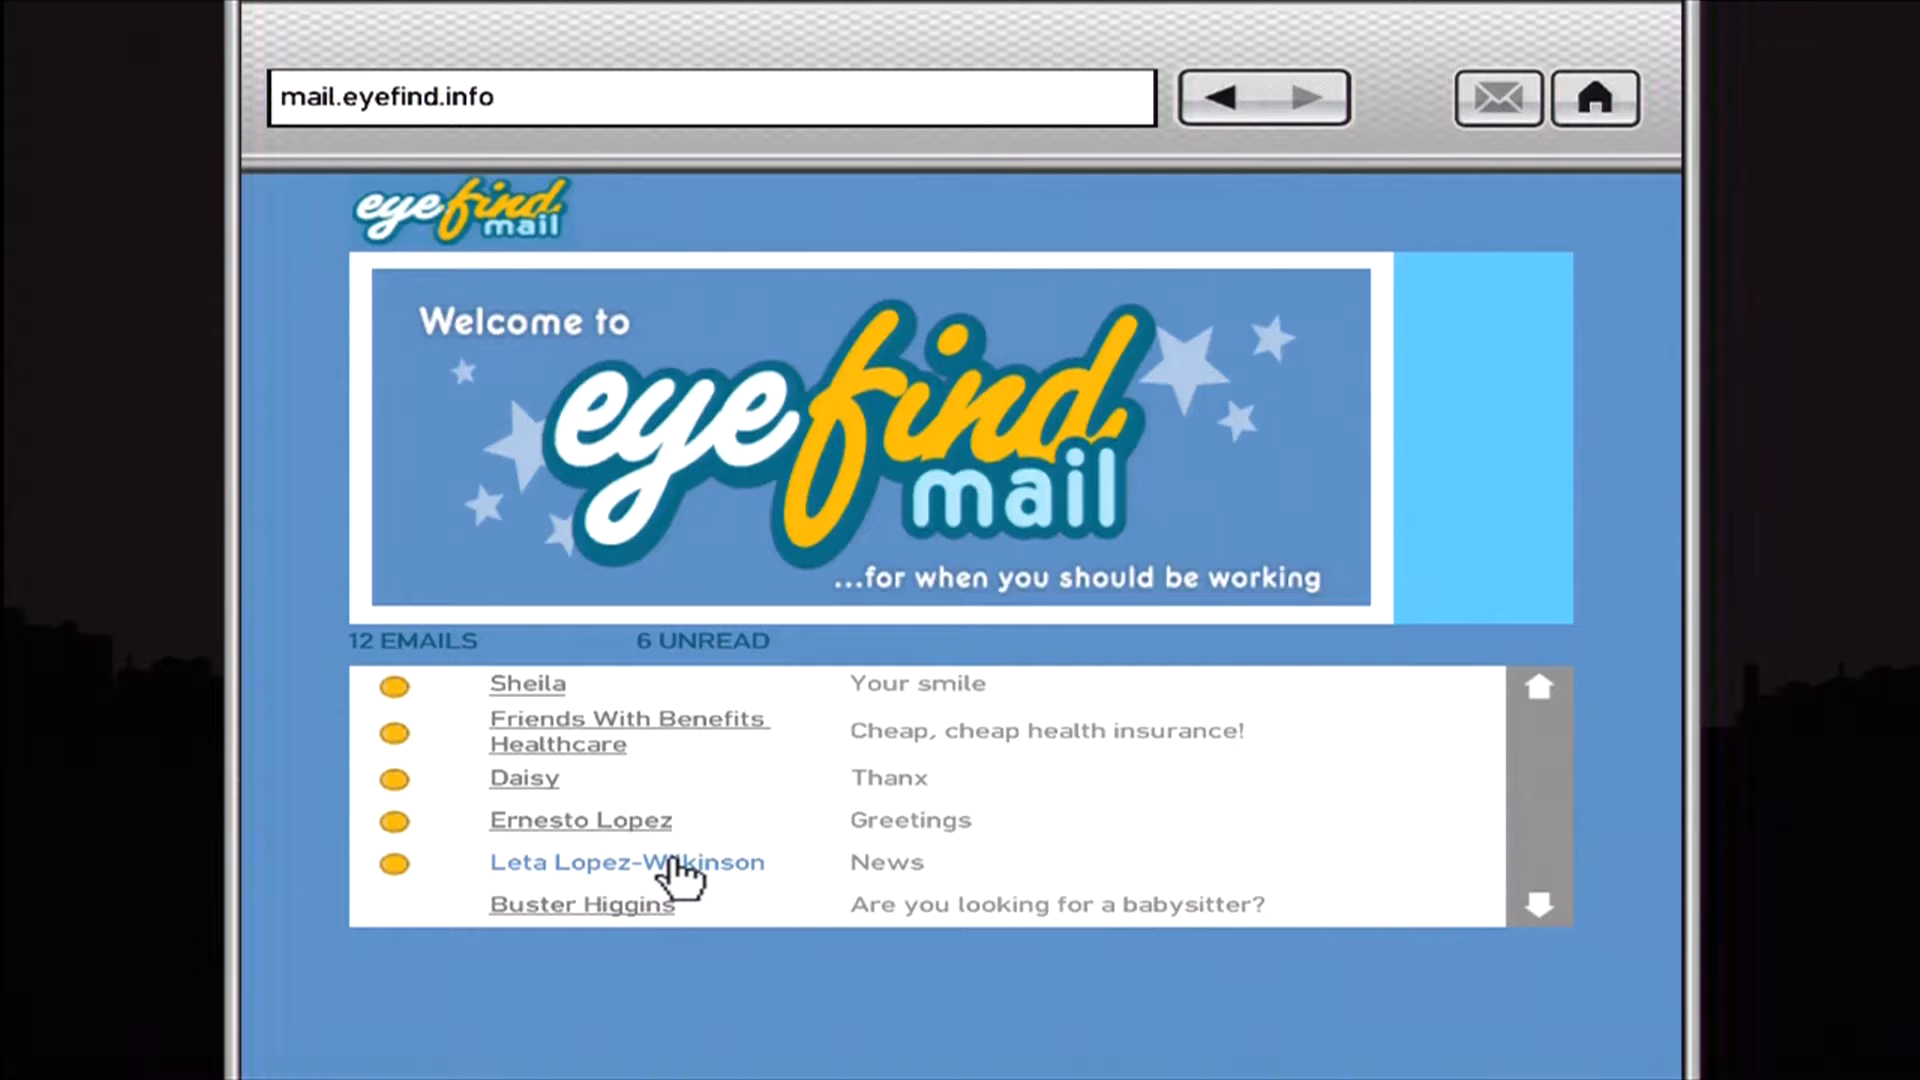 mail.eyefind.info
eyefind mail
Welcome to
eyefind
mail
...for when you should be working
12 EMAILS 6 UNREAD
Sheila Your smile
Friends With Benefits
Healthcare Cheap, cheap health insurance!
Daisy Thanx
Ernesto Lopez Greetings
Leta Lopez-Wilkinson News
Buster Higgins Are you looking for a babysitter?